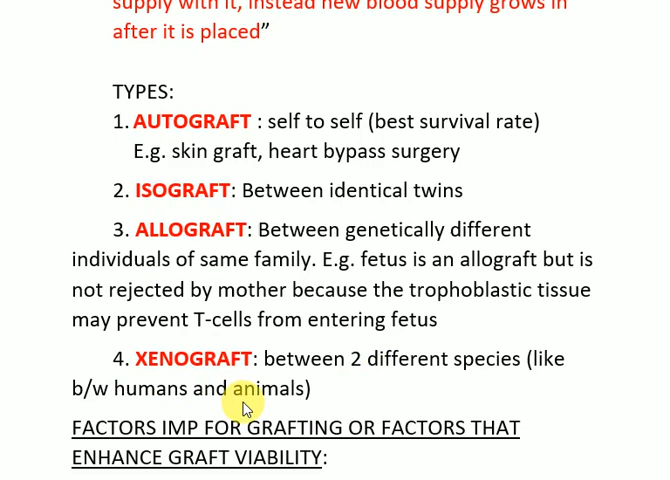 supply with it, instead new blood supply grows in
after it is placed”
TYPES:
1. AUTOGRAFT : self to self (best survival rate)
E.g. skin graft, heart bypass surgery
2. ISOGRAFT: Between identical twins
3. ALLOGRAFT: Between genetically different
individuals of same family. E.g. fetus is an allograft but is
not rejected by mother because the trophoblastic tissue
may prevent T-cells from entering fetus
4. XENOGRAFT: between 2 different species (like
b/w humans and animals)
FACTORS IMP FOR GRAFTING OR FACTORS THAT
ENHANCE GRAFT VIABILITY: